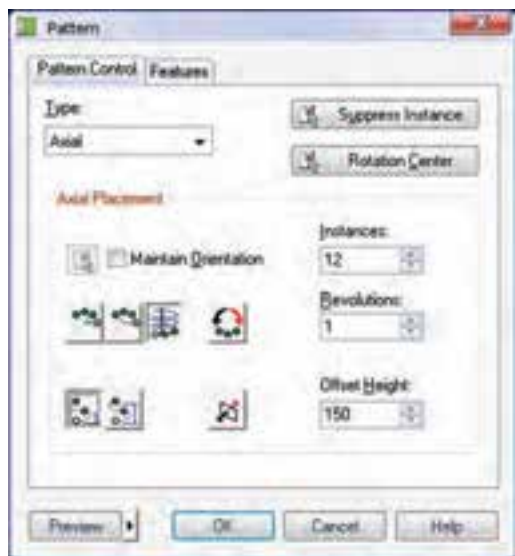 Pattern
Pattern Control Features
Type:
Suppress Instance
Axial
Rotation Center
Axial Placement
Instances:
Maintain Orientation
12
Revolutions:
1
Offset Height:
150
Preview OK Cancel Help